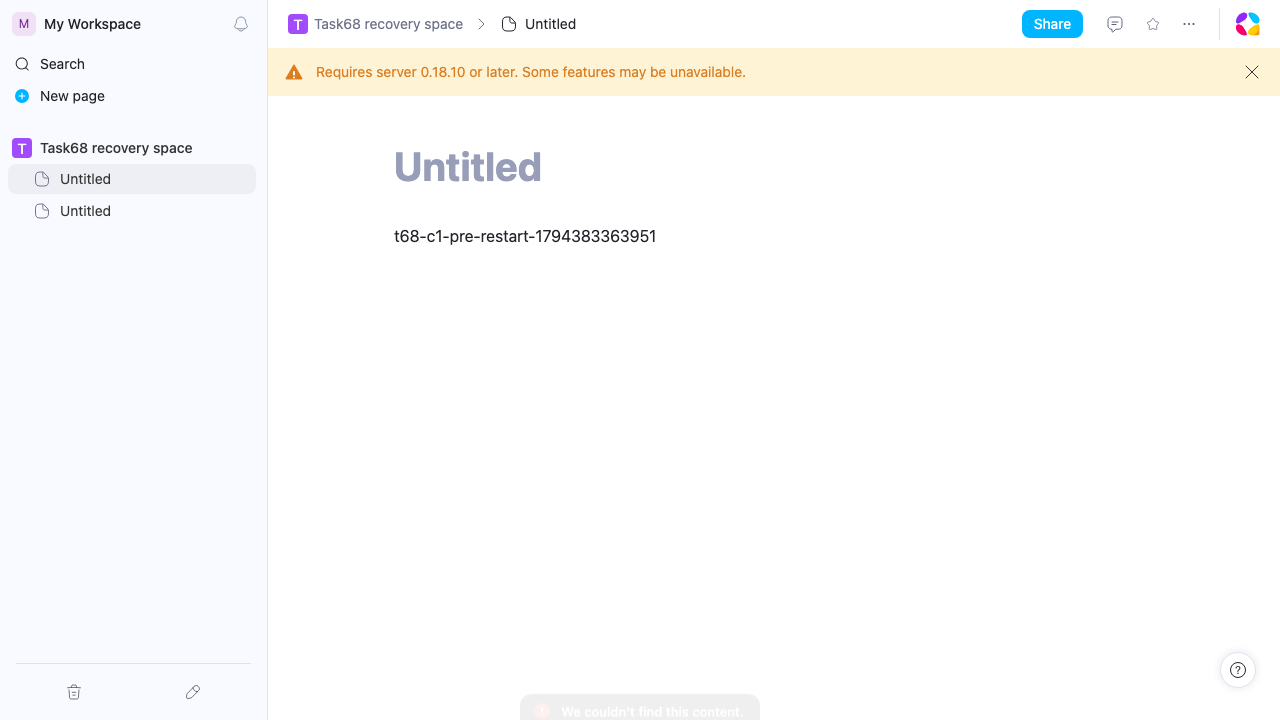 M My Workspace
Search
New page
T Task68 recovery space
Untitled
Untitled
T Task68 recovery space > Untitled
Share
Requires server 0.18.10 or later. Some features may be unavailable.
Untitled
t68-c1-pre-restart-1794383363951
We couldn't find this content.